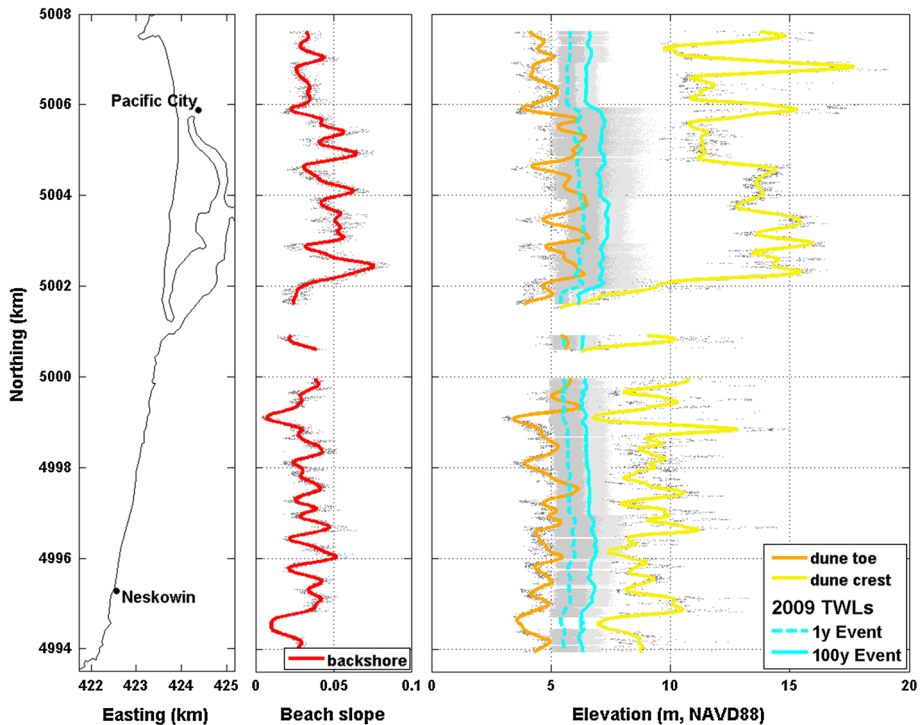 5008
5006
5004
5002
5000
4998
4996
4994
Northing (km)
Pacific City
Neskowin
422
423
424
425
Easting (km)
backshore
0
0.05
0.1
Beach slope
dune toe
dune crest
2009 TWLs
1y Event
100y Event
0
5
10
15
20
Elevation (m, NAVD88)